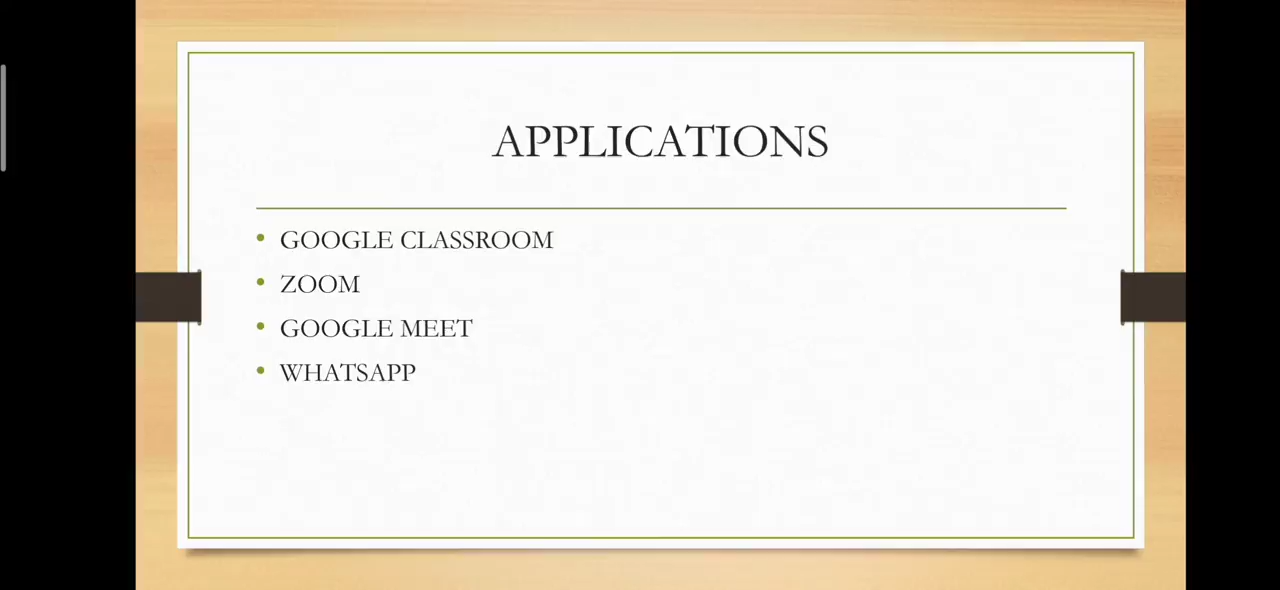 APPLICATIONS
• GOOGLE CLASSROOM
• ZOOM
• GOOGLE MEET
• WHATSAPP